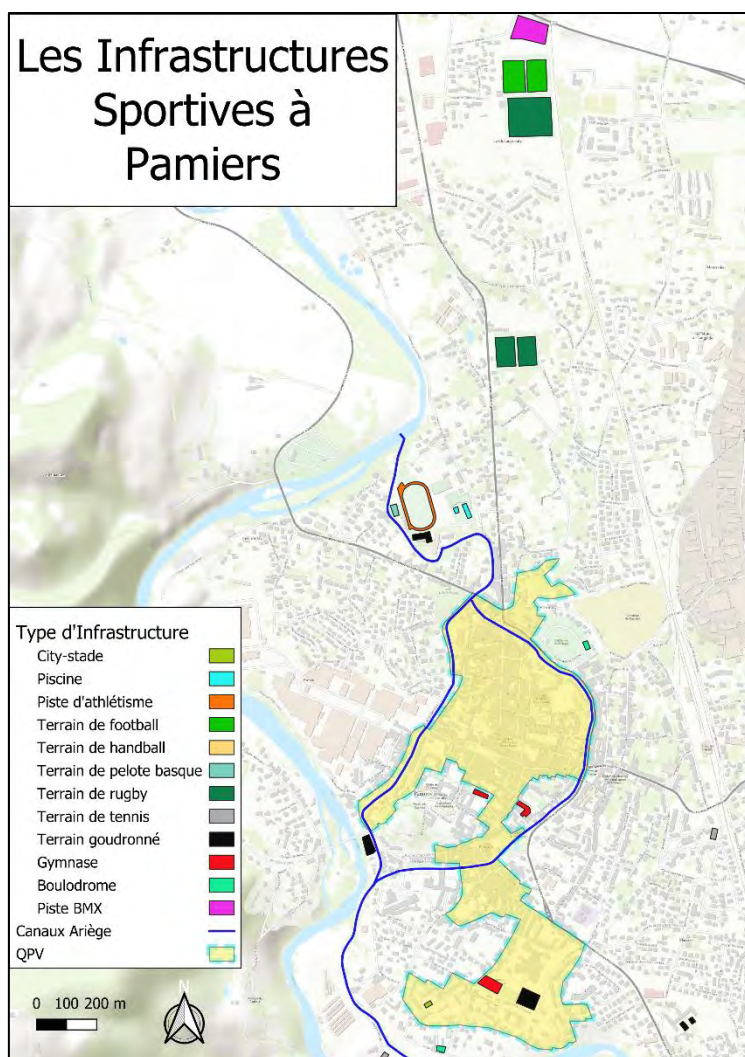 Les Infrastructures
Sportives à
Pamiers
Type d'Infrastructure
City-stade
Piscine
Piste d'athlétisme
Terrain de football
Terrain de handball
Terrain de pelote basque
Terrain de rugby
Terrain de tennis
Terrain goudronné
Gymnase
Boulodrome
Piste BMX
Canaux Ariège
QPV
0 100 200 m
N